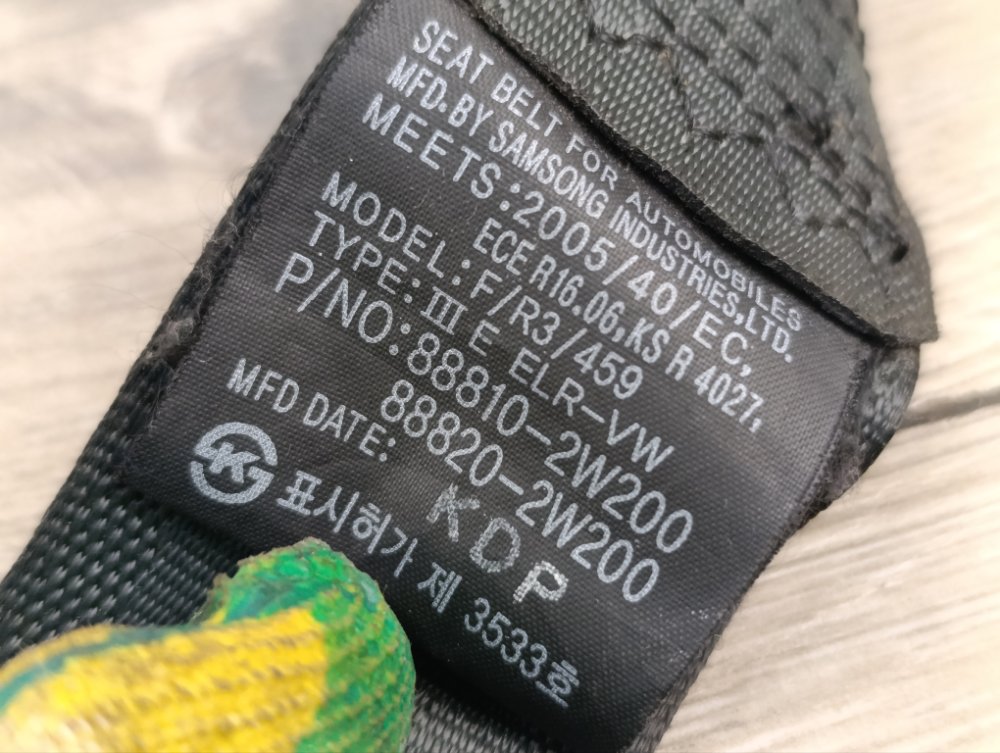 SEAT BELT FOR AUTOMOBILES
MFD. BY SAMSONG INDUSTRIES, LTD.
MEETS: 2005/40/EC,
ECE R16.06, KS R 4027,
MODEL: F/R3/459
TYPE: III E ELR-VW
P/NO: 88810-2W200
88820-2W200
MFD DATE: KDP
표시허가 제 3533호